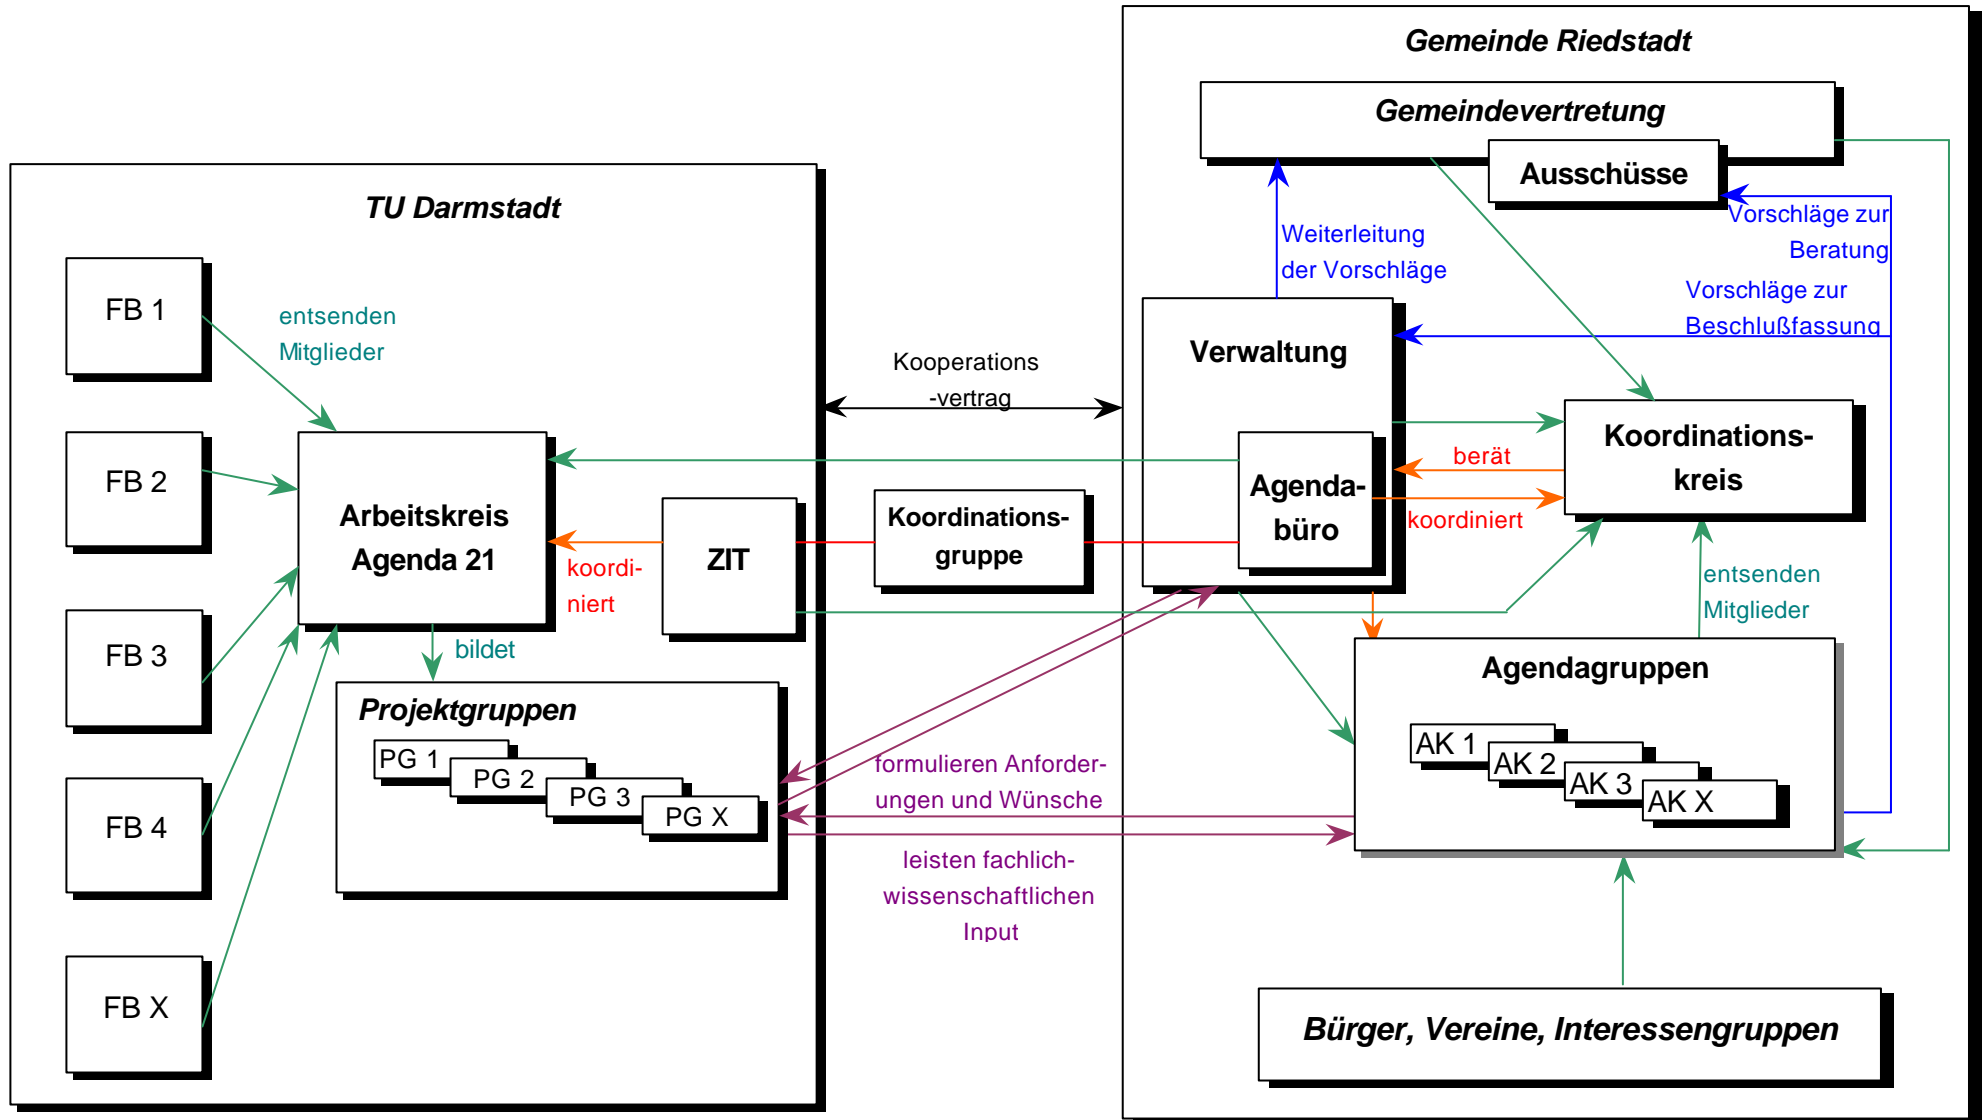 Gemeinde Riedstadt
Gemeindevertretung
Ausschüsse
Vorschläge zur
Beratung
Weiterleitung
der Vorschläge
Vorschläge zur
Beschlußfassung
TU Darmstadt
FB 1
FB 2
FB 3
FB 4
FB X
entsenden
Mitglieder
Arbeitskreis
Agenda 21
koordi-
niert
ZIT
bildet
Projektgruppen
PG 1
PG 2
PG 3
PG X
Kooperations
-vertrag
Koordinations-
gruppe
Verwaltung
Agenda-
büro
berät
koordiniert
Koordinations-
kreis
entsenden
Mitglieder
Agendagruppen
AK 1
AK 2
AK 3
AK X
formulieren Anforder-
ungen und Wünsche
leisten fachlich-
wissenschaftlichen
Input
Bürger, Vereine, Interessengruppen